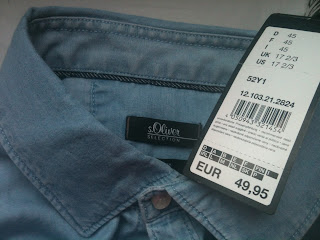 s.Oliver
SELECTION
D 45
F 45
I 45
UK 17 2/3
US 17 2/3
52Y1
12.103.21.2824
EUR
49,95